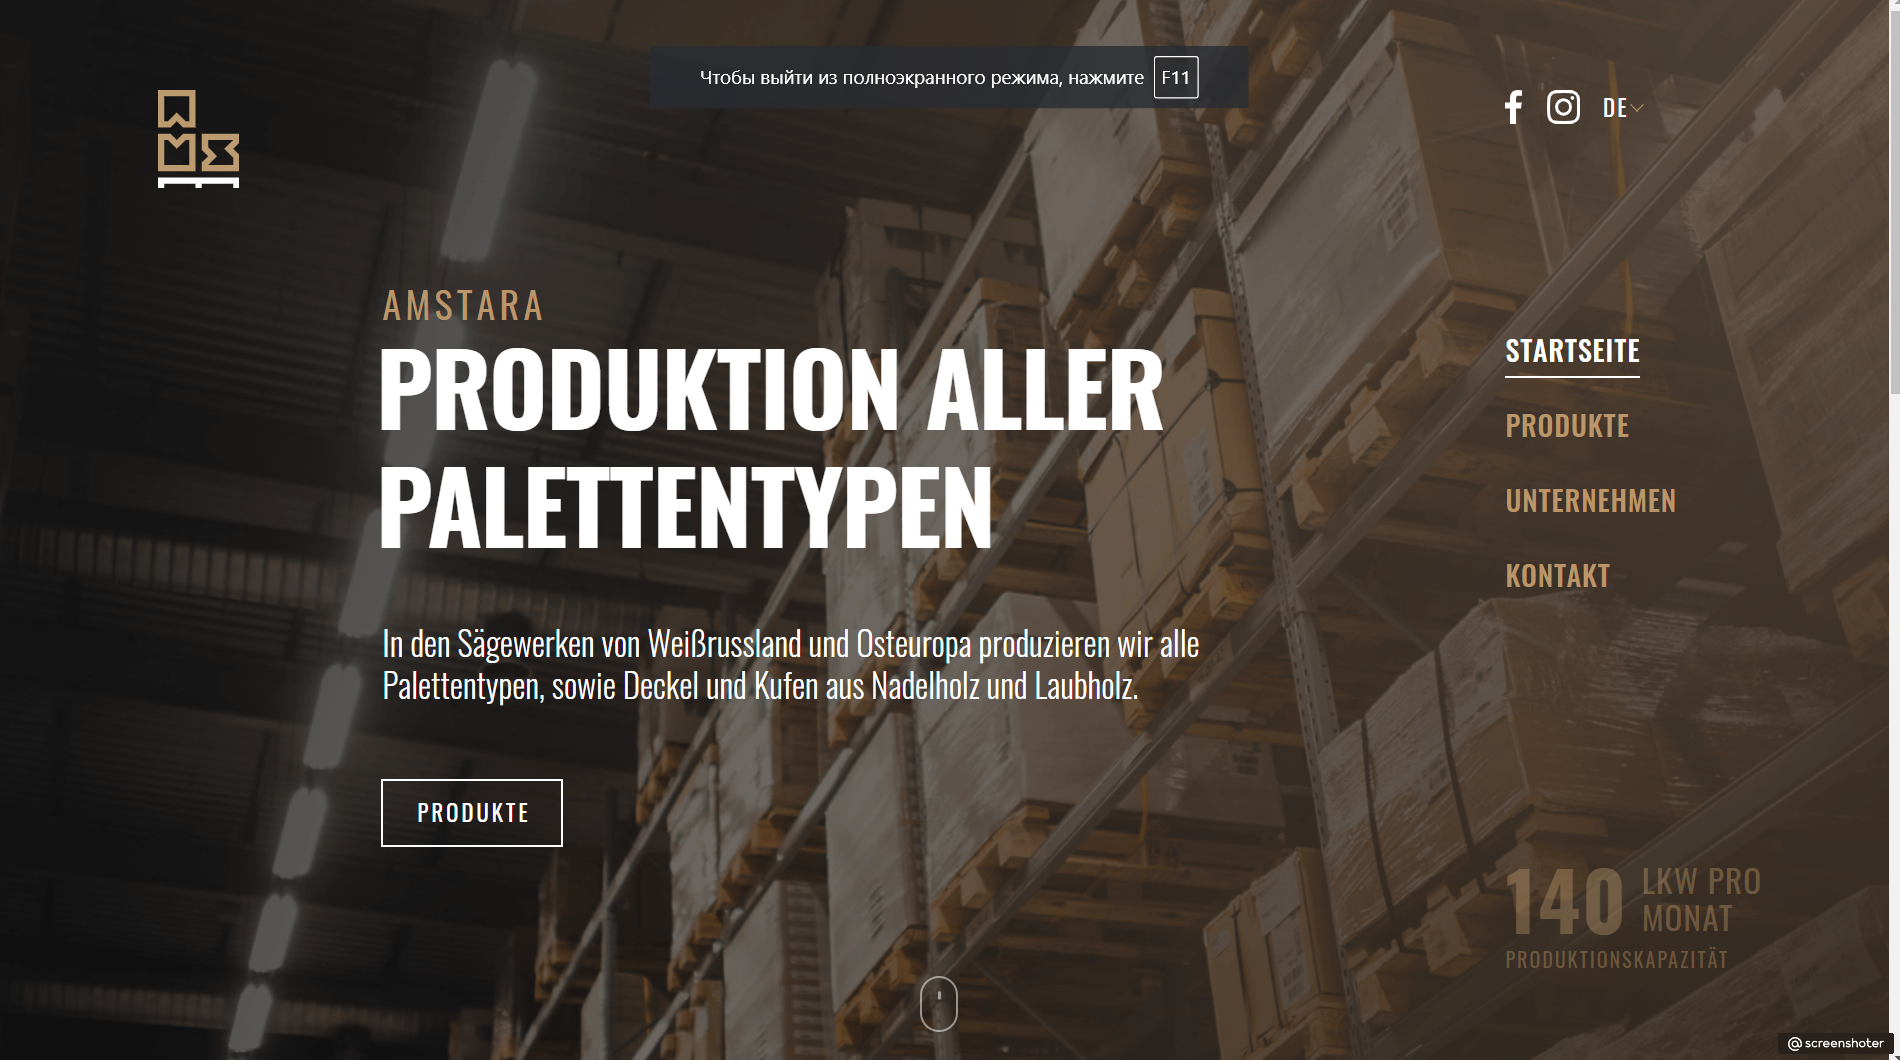 Чтобы выйти из полноэкранного режима, нажмите F11
DE
AMSTARA
PRODUKTION ALLER
PALETTENTYPEN
In den Sägewerken von Weißrussland und Osteuropa produzieren wir alle
Palettentypen, sowie Deckel und Kufen aus Nadelholz und Laubholz.
PRODUKTE
STARTSEITE
PRODUKTE
UNTERNEHMEN
KONTAKT
140 LKW PRO
MONAT
PRODUKTIONSKAPAZITÄT
@screenshoter